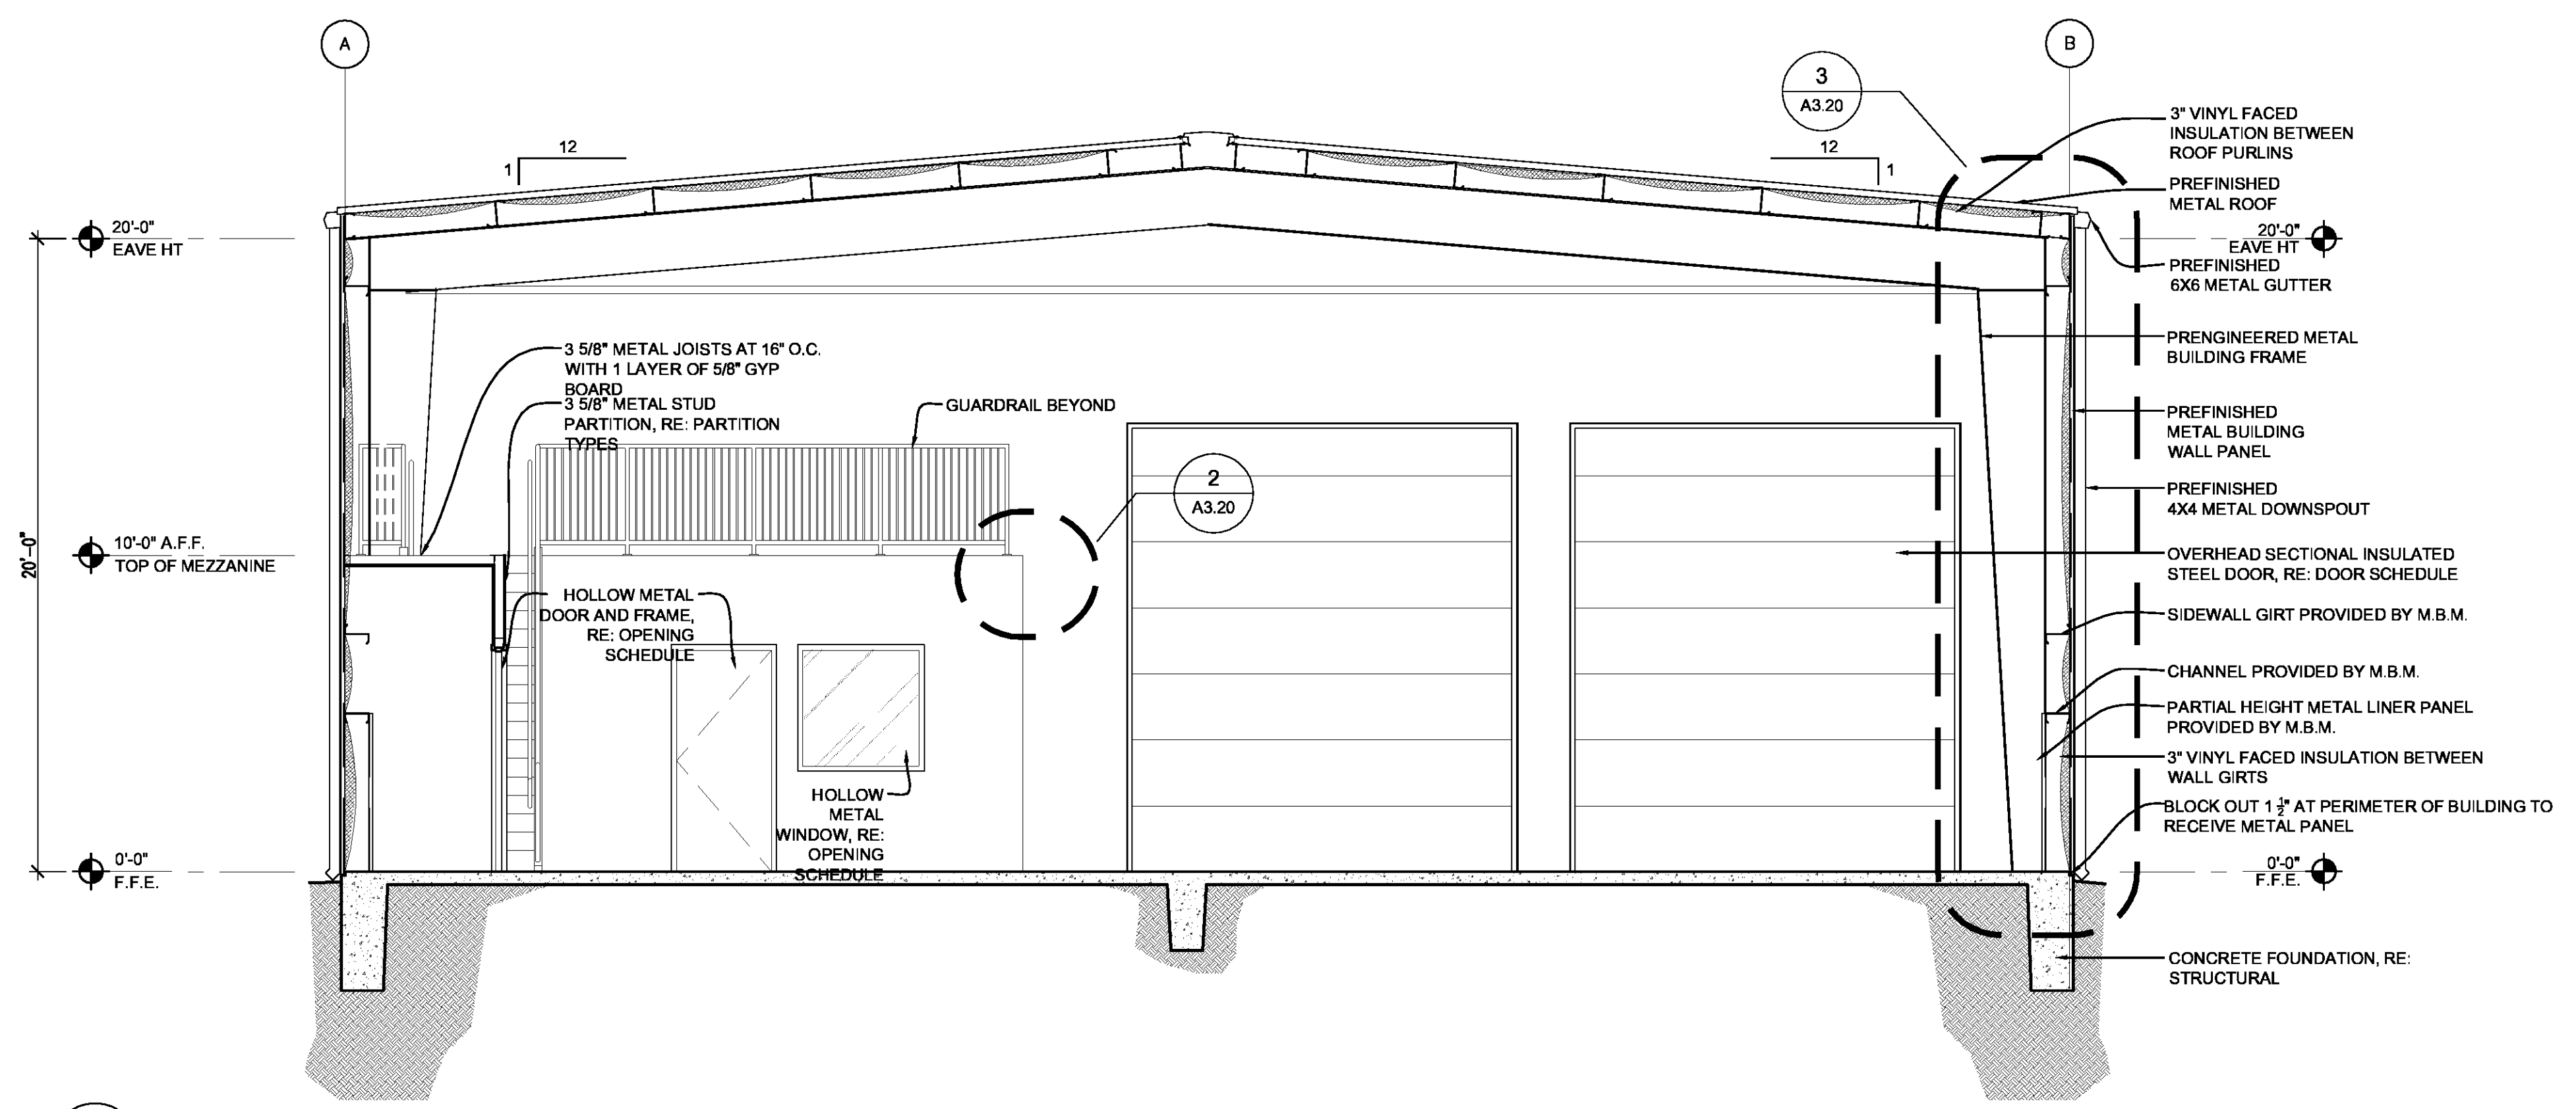 A
B
3
A3.20
12
1
12
1
3" VINYL FACED
INSULATION BETWEEN
ROOF PURLINS
PREFINISHED
METAL ROOF
20'-0"
EAVE HT
20'-0"
EAVE HT
PREFINISHED
6X6 METAL GUTTER
PRENGINEERED METAL
BUILDING FRAME
3 5/8" METAL JOISTS AT 16" O.C.
WITH 1 LAYER OF 5/8" GYP
BOARD
3 5/8" METAL STUD
PARTITION, RE: PARTITION
TYPES
GUARDRAIL BEYOND
PREFINISHED
METAL BUILDING
WALL PANEL
2
A3.20
PREFINISHED
4X4 METAL DOWNSPOUT
20'-0"
10'-0" A.F.F.
TOP OF MEZZANINE
OVERHEAD SECTIONAL INSULATED
STEEL DOOR, RE: DOOR SCHEDULE
HOLLOW METAL
DOOR AND FRAME,
RE: OPENING
SCHEDULE
SIDEWALL GIRT PROVIDED BY M.B.M.
CHANNEL PROVIDED BY M.B.M.
PARTIAL HEIGHT METAL LINER PANEL
PROVIDED BY M.B.M.
3" VINYL FACED INSULATION BETWEEN
WALL GIRTS
HOLLOW
METAL
WINDOW, RE:
OPENING
SCHEDULE
BLOCK OUT 1 1/2" AT PERIMETER OF BUILDING TO
RECEIVE METAL PANEL
0'-0"
F.F.E.
0'-0"
F.F.E.
CONCRETE FOUNDATION, RE:
STRUCTURAL